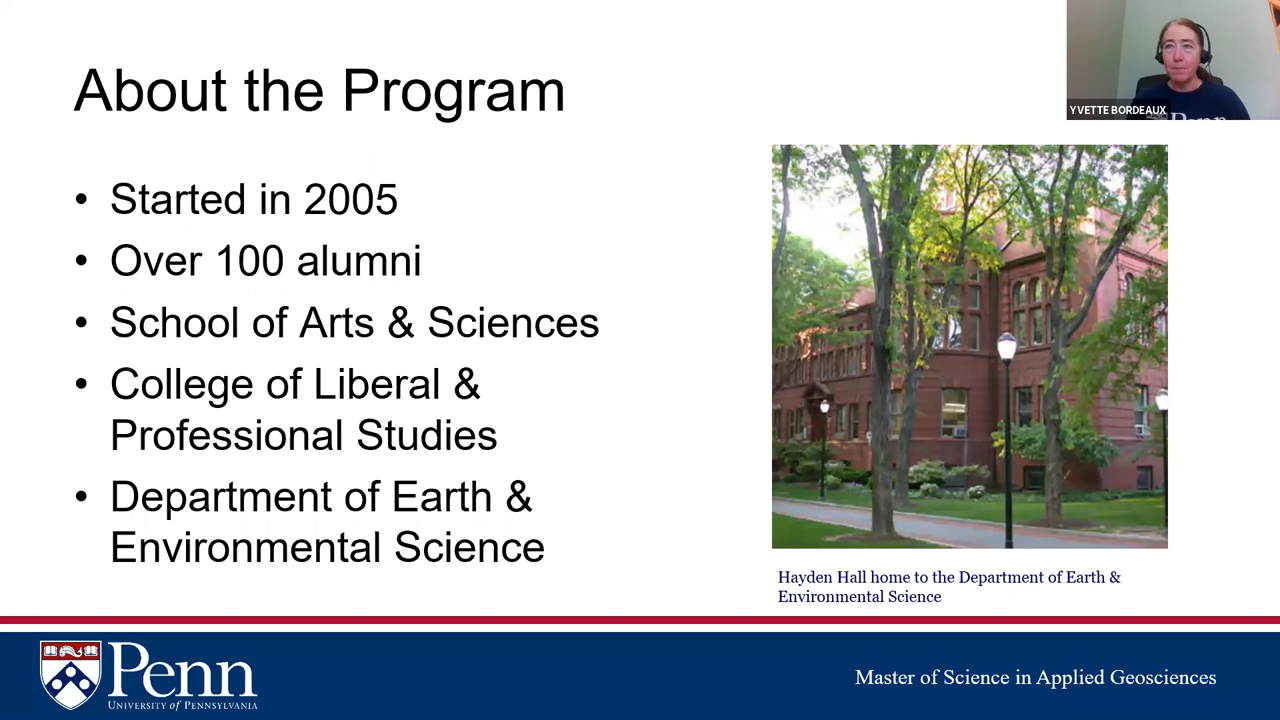 About the Program
YVETTE BORDEAUX
Penn
• Started in 2005
• Over 100 alumni
• School of Arts & Sciences
• College of Liberal &
Professional Studies
• Department of Earth &
Environmental Science
Hayden Hall home to the Department of Earth &
Environmental Science
Penn
UNIVERSITY of PENNSYLVANIA
Master of Science in Applied Geosciences